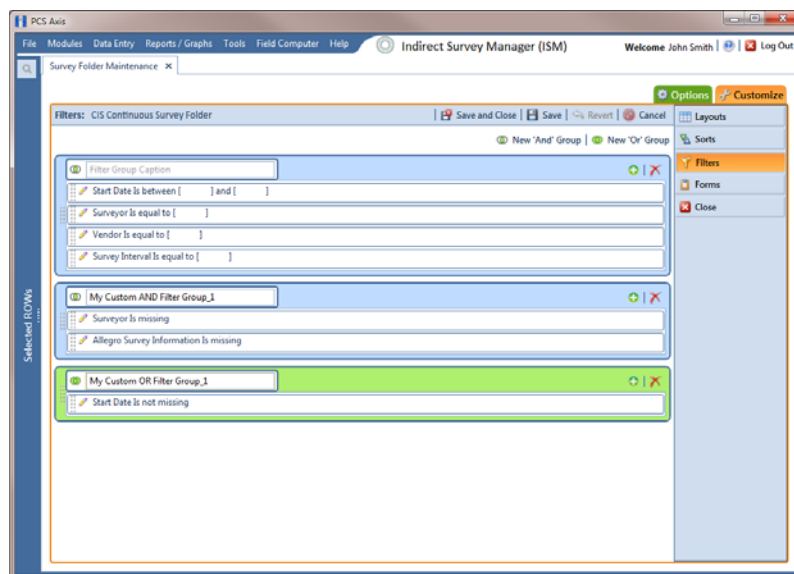 PCS Axis
File Modules Data Entry Reports / Graphs Tools Field Computer Help Indirect Survey Manager (ISM) Welcome John Smith | | Log Out
Survey Folder Maintenance
Options Customize
Filters: CIS Continuous Survey Folder | Save and Close | Save | Revert | Cancel
Layouts
New 'And' Group | New 'Or' Group
Sorts
Filter Group Caption
Filters
Start Date Is between [ ] and [ ]
Forms
Surveyor Is equal to [ ]
Close
Vendor Is equal to [ ]
Survey Interval Is equal to [ ]
My Custom AND Filter Group_1
Surveyor Is missing
Allegro Survey Information Is missing
My Custom OR Filter Group_1
Start Date Is not missing
Selected ROWs